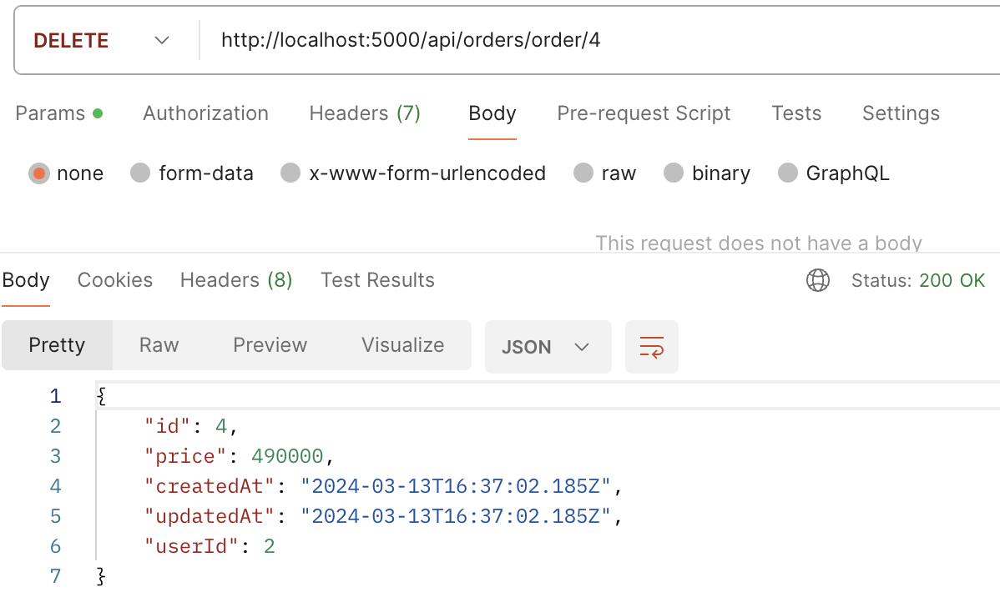 DELETE http://localhost:5000/api/orders/order/4
Params Authorization Headers (7) Body Pre-request Script Tests Settings
none form-data x-www-form-urlencoded raw binary GraphQL
This request does not have a body
Body Cookies Headers (8) Test Results Status: 200 OK
Pretty Raw Preview Visualize JSON
1 {
2 "id": 4,
3 "price": 490000,
4 "createdAt": "2024-03-13T16:37:02.185Z",
5 "updatedAt": "2024-03-13T16:37:02.185Z",
6 "userId": 2
7 }